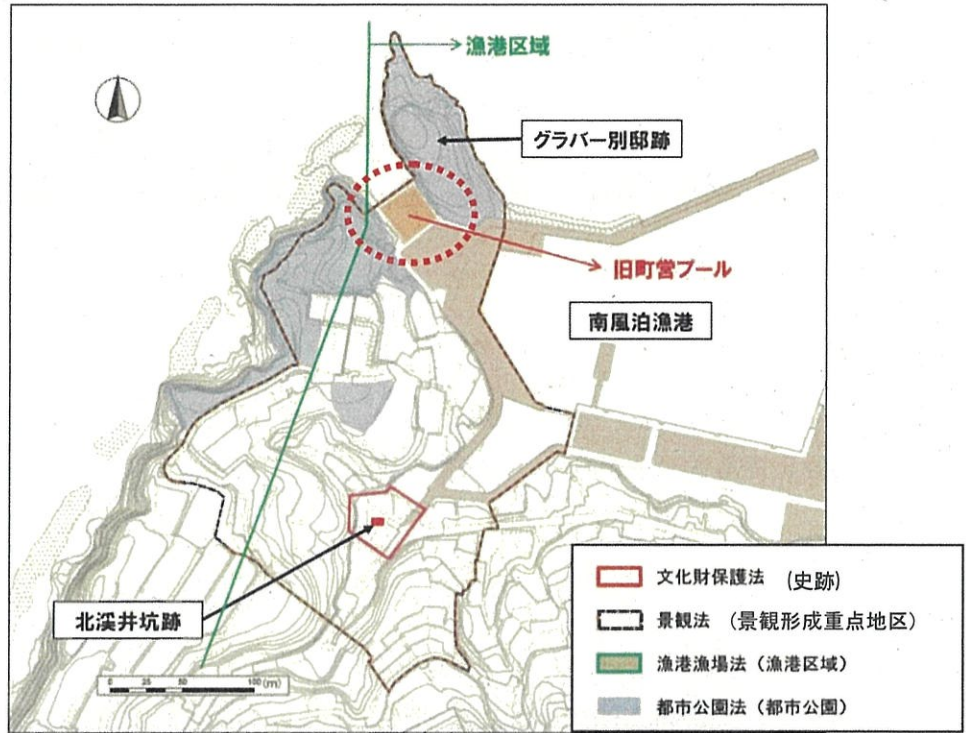 漁港区域
グラバー別邸跡
旧町営プール
南風泊漁港
北渓井坑跡
0 25 50 100 (m)
文化財保護法 (史跡)
景観法 (景観形成重点地区)
漁港漁場法 (漁港区域)
都市公園法 (都市公園)